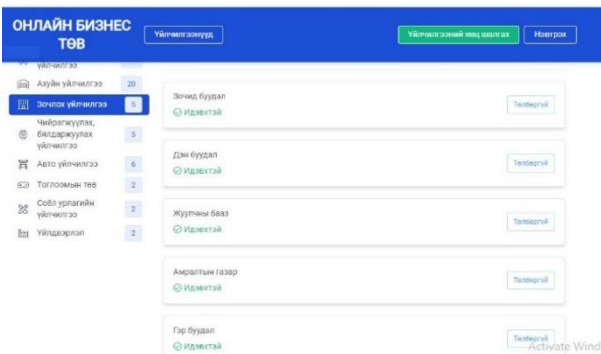 ОНЛАЙН БИЗНЕС
ТӨВ
Үйлчилгээнүүд
Үйлчилгээний явц шалгах
Нэвтрэх
үйлчилгээ
Ахуйн үйлчилгээ 20
Зочлох үйлчилгээ 5
Чийрэгжүүлэх,
бялдаржуулах 5
үйлчилгээ
Авто үйлчилгээ 6
Тоглоомын төв 2
Соёл урлагийн 2
үйлчилгээ
Үйлдвэрлэл 2
Зочид буудал
Идэвхтэй
Төлбөргүй
Дэн буудал
Идэвхтэй
Төлбөргүй
Жуулчны бааз
Идэвхтэй
Төлбөргүй
Амралтын газар
Идэвхтэй
Төлбөргүй
Гэр буудал
Идэвхтэй
Төлбөргүй
Activate Wind